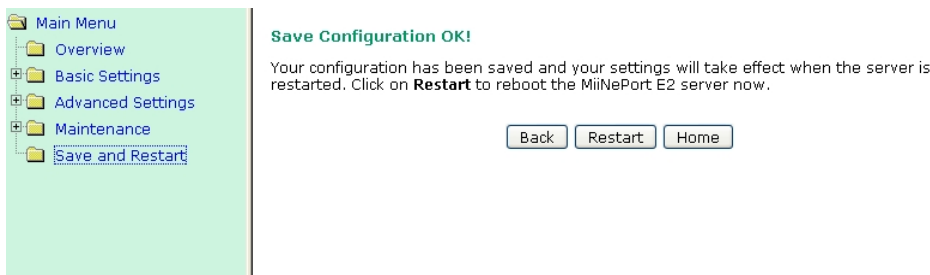 Main Menu
Overview
Basic Settings
Advanced Settings
Maintenance
Save and Restart
Save Configuration OK!
Your configuration has been saved and your settings will take effect when the server is
restarted. Click on Restart to reboot the MiiNePort E2 server now.
Back Restart Home